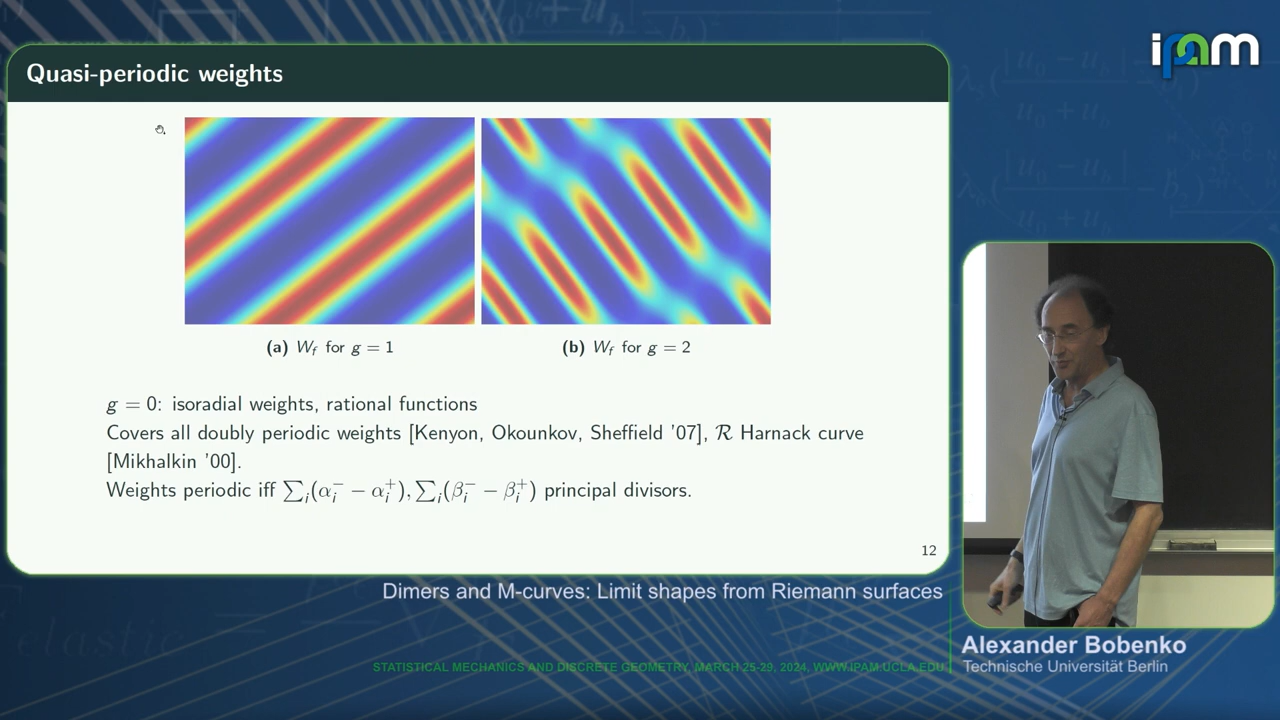 ipam
Quasi-periodic weights
(a) W_f for g = 1
(b) W_f for g = 2
g = 0: isoradial weights, rational functions
Covers all doubly periodic weights [Kenyon, Okounkov, Sheffield '07], ℛ Harnack curve
[Mikhalkin '00].
Weights periodic iff ∑_i(α_i^- − α_i^+), ∑_i(β_i^- − β_i^+) principal divisors.
12
Dimers and M-curves: Limit shapes from Riemann surfaces
Alexander Bobenko
Technische Universität Berlin
STATISTICAL MECHANICS AND DISCRETE GEOMETRY, MARCH 25-29, 2024, WWW.IPAM.UCLA.EDU
elastic